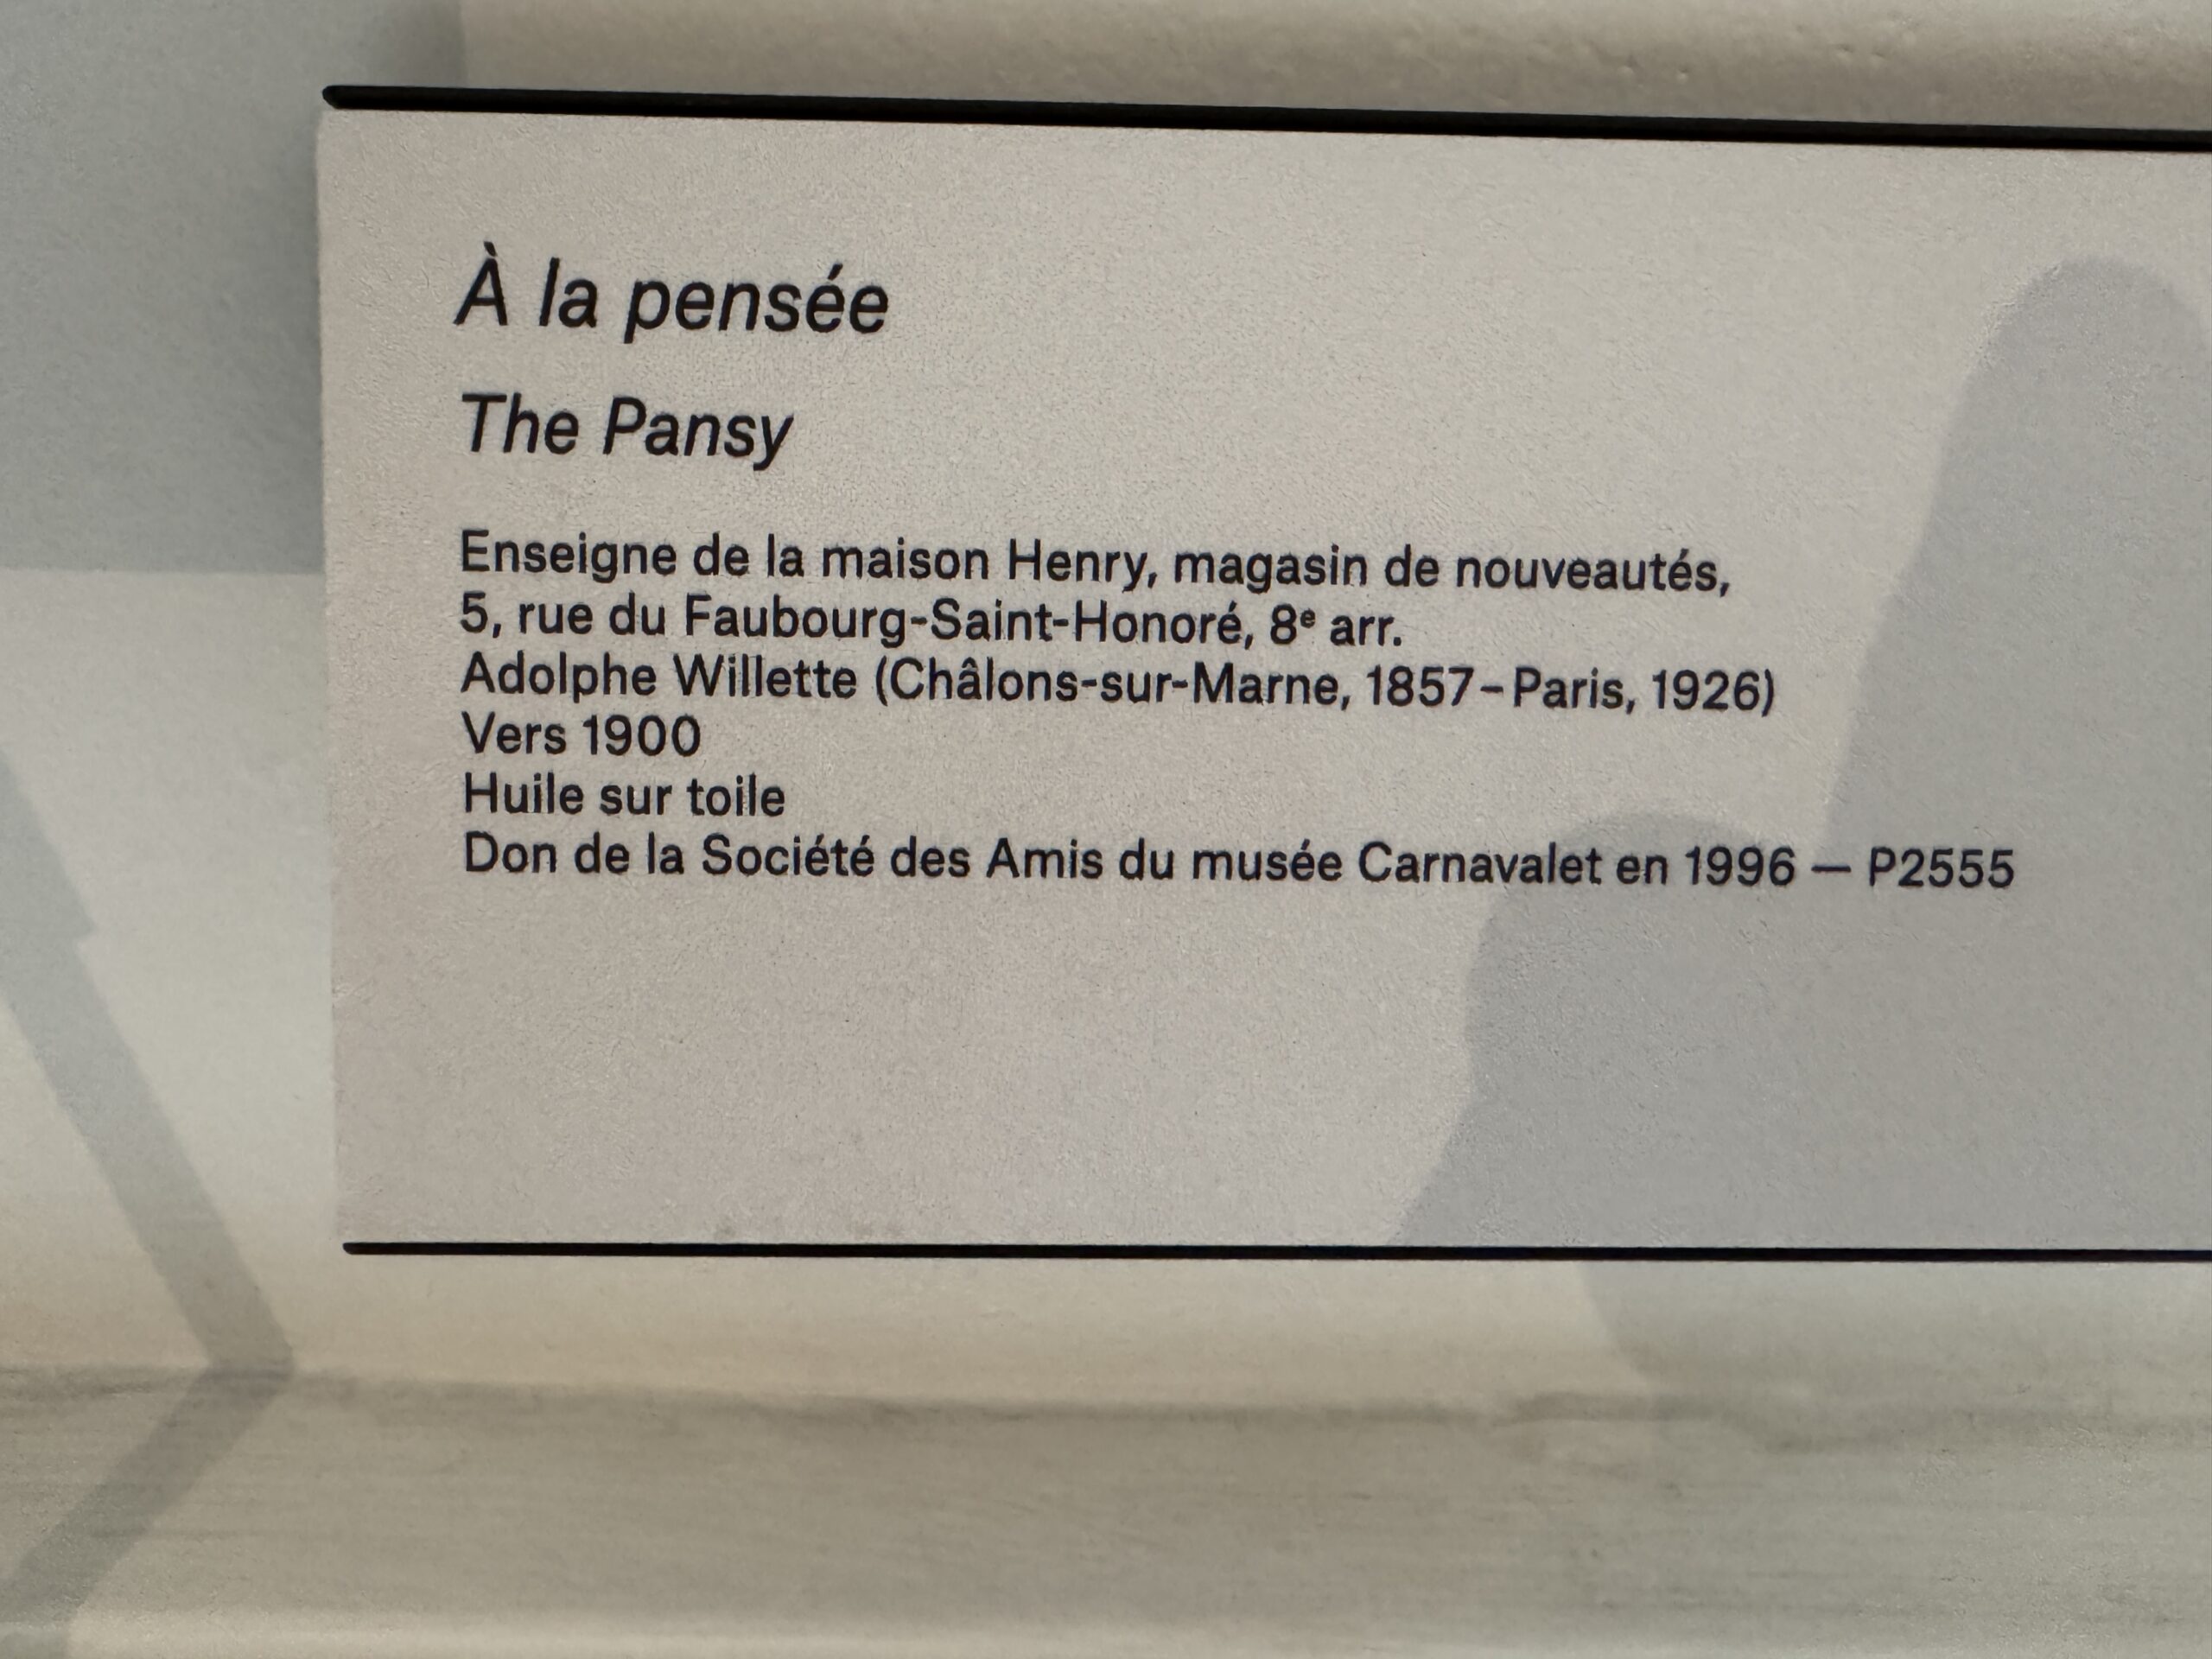 À la pensée
The Pansy
Enseigne de la maison Henry, magasin de nouveautés,
5, rue du Faubourg-Saint-Honoré, 8ᵉ arr.
Adolphe Willette (Châlons-sur-Marne, 1857–Paris, 1926)
Vers 1900
Huile sur toile
Don de la Société des Amis du musée Carnavalet en 1996 — P2555